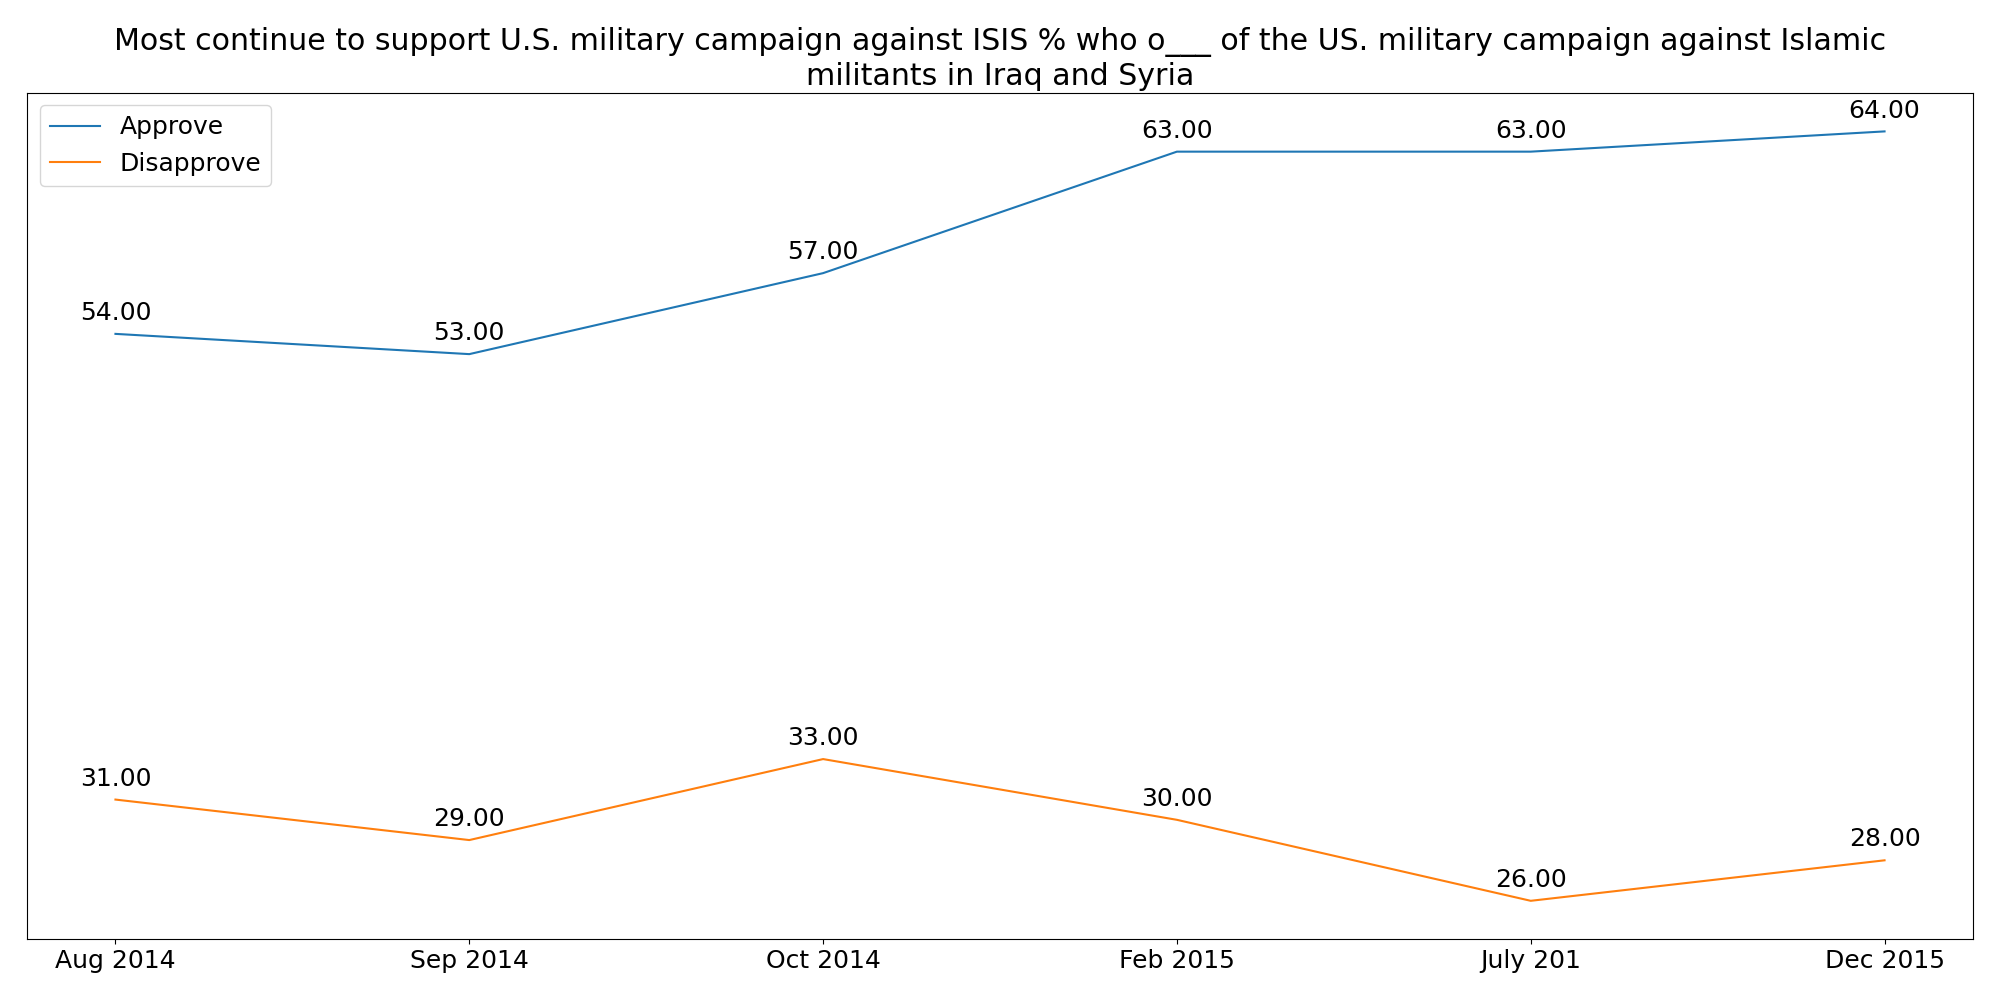 Most continue to support U.S. military campaign against ISIS % who o___ of the US. military campaign against Islamic
militants in Iraq and Syria
Approve
Disapprove
64.00
63.00
63.00
57.00
54.00
53.00
33.00
31.00
29.00
30.00
28.00
26.00
Aug 2014
Sep 2014
Oct 2014
Feb 2015
July 201
Dec 2015